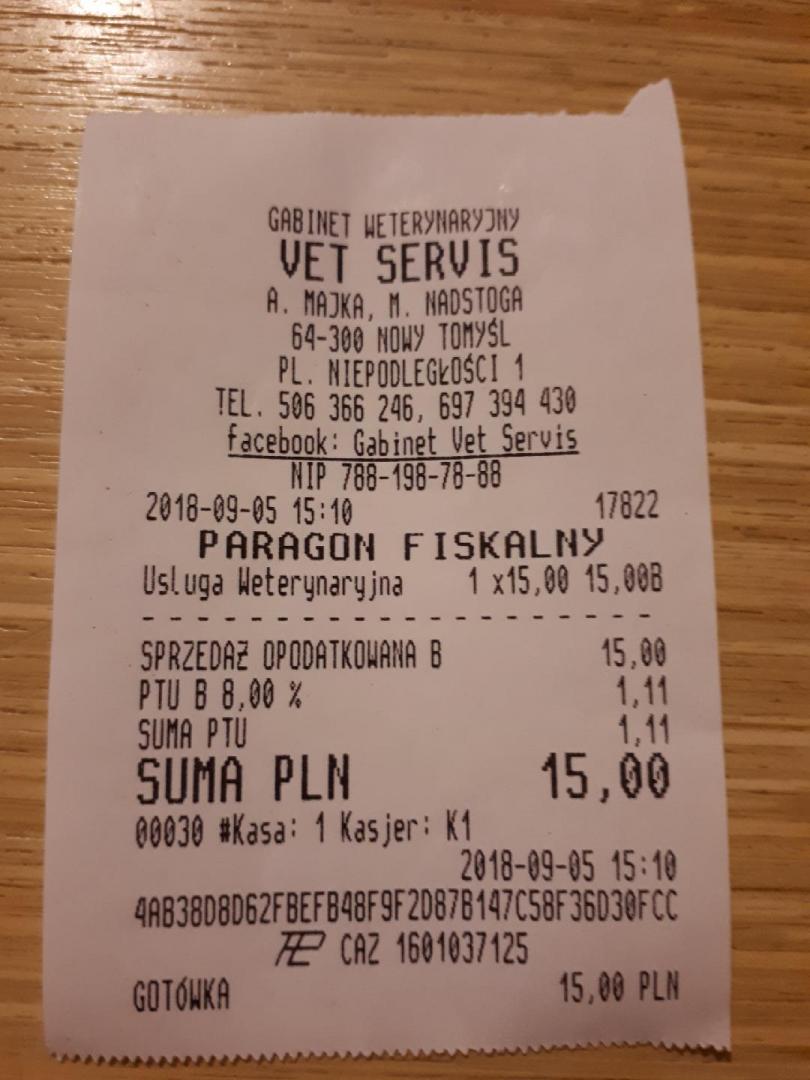 GABINET WETERYNARYJNY
VET SERVIS
A. MAJKA, M. NADSTOGA
64-300 NOWY TOMYŚL
PL. NIEPODLEGŁOŚCI 1
TEL. 506 366 246, 697 394 430
facebook: Gabinet Vet Servis
NIP 788-198-78-88
2018-09-05 15:10 17822
PARAGON FISKALNY
Usługa Weterynaryjna 1 x15,00 15,00B
SPRZEDAŻ OPODATKOWANA B 15,00
PTU B 8,00 % 1,11
SUMA PTU 1,11
SUMA PLN 15,00
00030 #Kasa: 1 Kasjer: K1
2018-09-05 15:10
4AB38D8D62FBEFB48F9F2D87B147C58F36D30FCC
CAZ 1601037125
GOTÓWKA 15,00 PLN